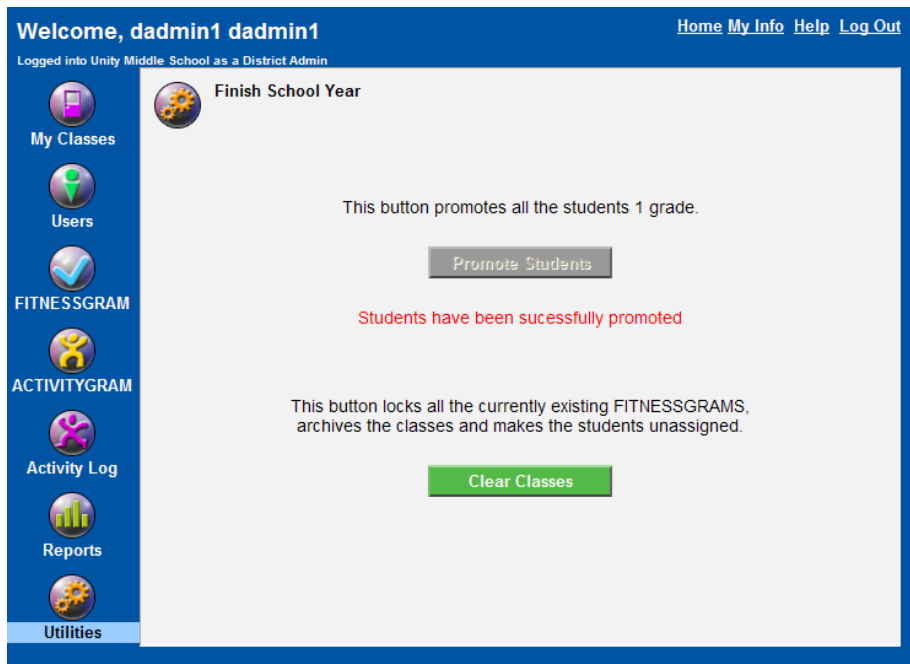 Welcome, dadmin1 dadmin1
Home My Info Help Log Out
Logged into Unity Middle School as a District Admin
Finish School Year
My Classes
Users
FITNESSGRAM
ACTIVITYGRAM
Activity Log
Reports
Utilities
This button promotes all the students 1 grade.
Promote Students
Students have been sucessfully promoted
This button locks all the currently existing FITNESSGRAMS,
archives the classes and makes the students unassigned.
Clear Classes